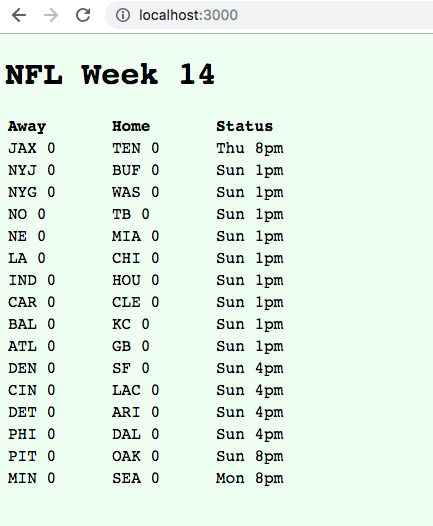 localhost:3000
NFL Week 14
Away Home Status
JAX 0 TEN 0 Thu 8pm
NYJ 0 BUF 0 Sun 1pm
NYG 0 WAS 0 Sun 1pm
NO 0 TB 0 Sun 1pm
NE 0 MIA 0 Sun 1pm
LA 0 CHI 0 Sun 1pm
IND 0 HOU 0 Sun 1pm
CAR 0 CLE 0 Sun 1pm
BAL 0 KC 0 Sun 1pm
ATL 0 GB 0 Sun 1pm
DEN 0 SF 0 Sun 4pm
CIN 0 LAC 0 Sun 4pm
DET 0 ARI 0 Sun 4pm
PHI 0 DAL 0 Sun 4pm
PIT 0 OAK 0 Sun 8pm
MIN 0 SEA 0 Mon 8pm